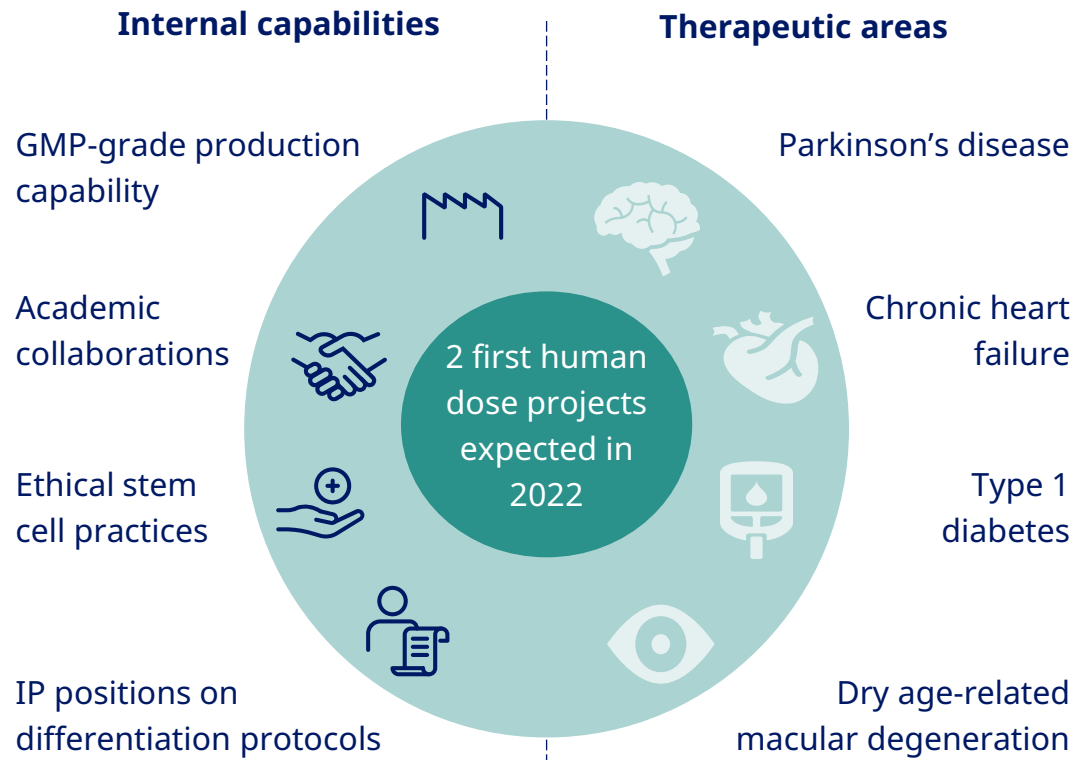 Internal capabilities
Therapeutic areas
GMP-grade production
capability
Academic
collaborations
Ethical stem
cell practices
IP positions on
differentiation protocols
2 first human
dose projects
expected in
2022
Parkinson’s disease
Chronic heart
failure
Type 1
diabetes
Dry age-related
macular degeneration